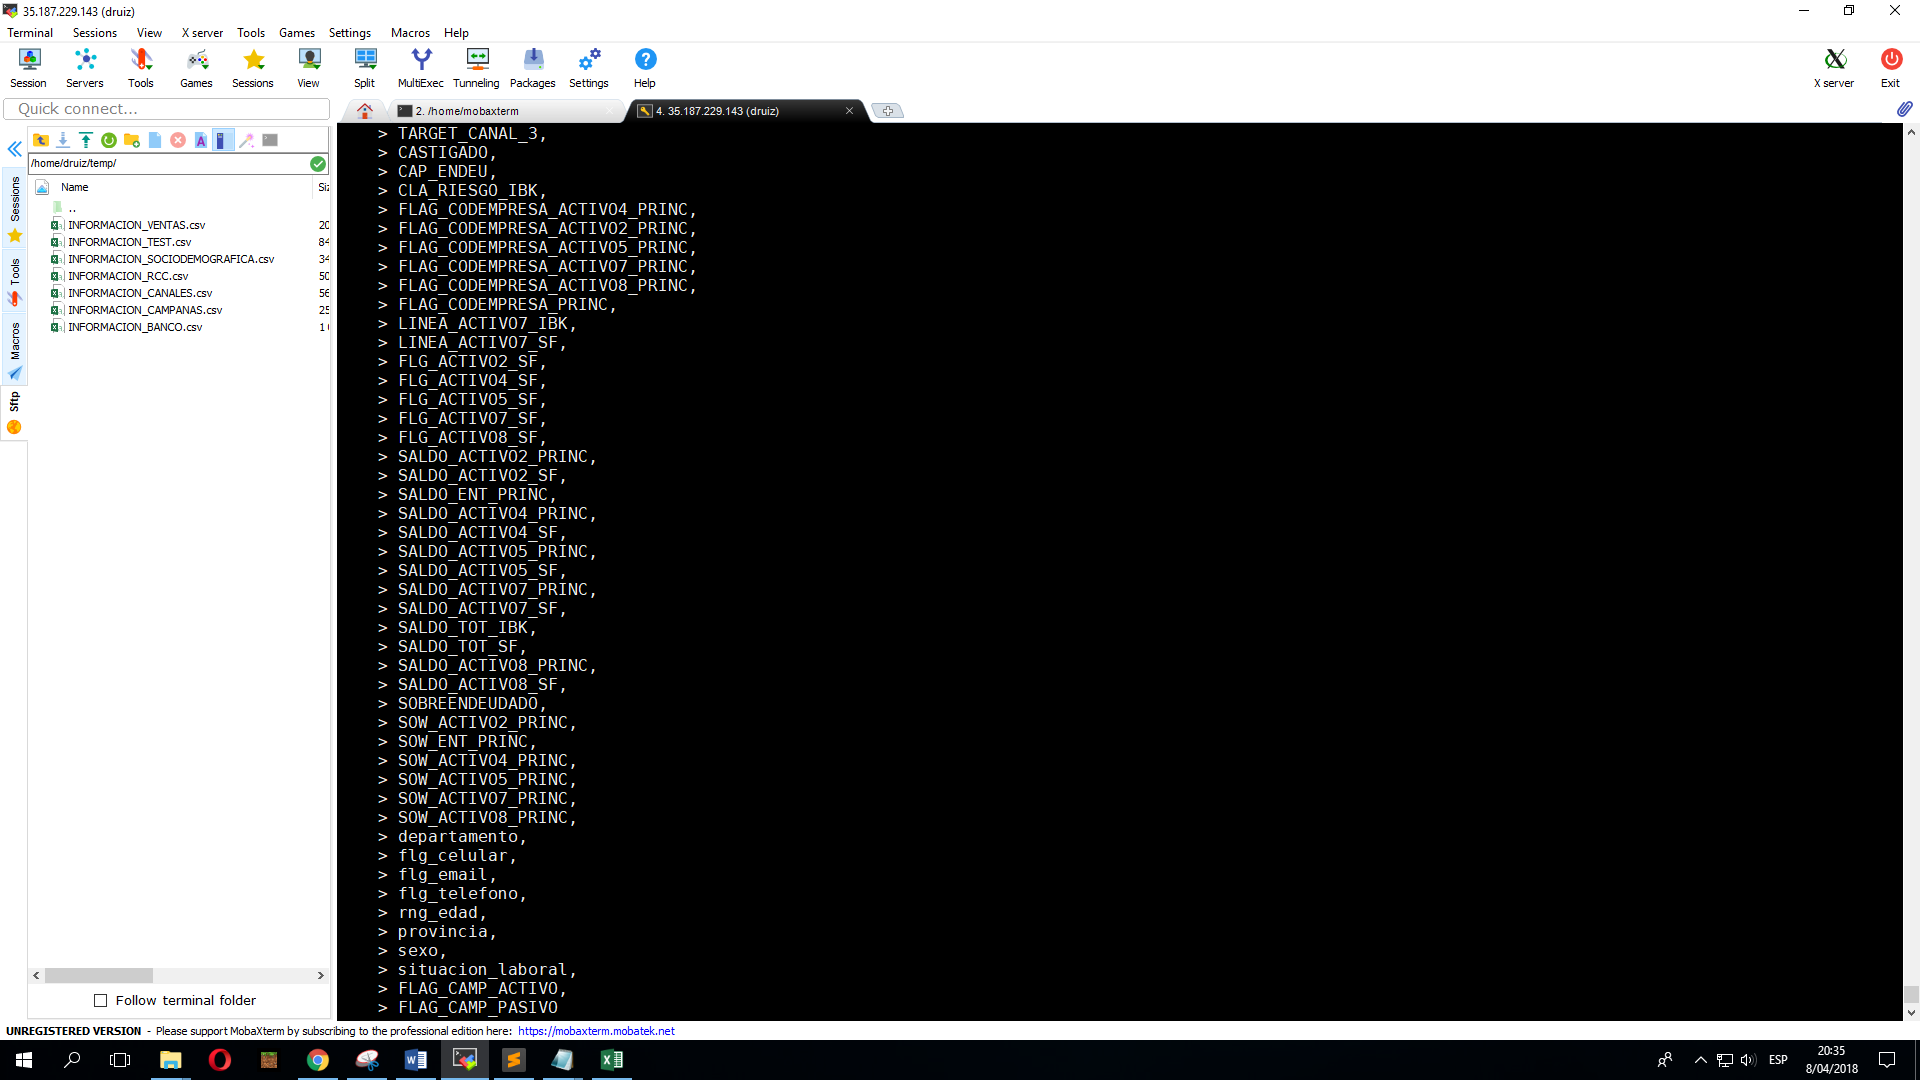 35.187.229.143 (druiz)
Terminal Sessions View X server Tools Games Settings Macros Help
Session Servers Tools Games Sessions View Split MultiExec Tunneling Packages Settings Help X server Exit
Quick connect...
2. /home/mobaxterm
4. 35.187.229.143 (druiz)
/home/druiz/temp/
Name
..
INFORMACION_VENTAS.csv 20
INFORMACION_TEST.csv 84
INFORMACION_SOCIODEMOGRAFICA.csv 34
INFORMACION_RCC.csv 50
INFORMACION_CANALES.csv 56
INFORMACION_CAMPANAS.csv 25
INFORMACION_BANCO.csv 1
Sessions
Tools
Macros
Sftp
Follow terminal folder
> TARGET_CANAL_3,
> CASTIGADO,
> CAP_ENDEU,
> CLA_RIESGO_IBK,
> FLAG_CODEMPRESA_ACTIVO4_PRINC,
> FLAG_CODEMPRESA_ACTIVO2_PRINC,
> FLAG_CODEMPRESA_ACTIVO5_PRINC,
> FLAG_CODEMPRESA_ACTIVO7_PRINC,
> FLAG_CODEMPRESA_ACTIVO8_PRINC,
> FLAG_CODEMPRESA_PRINC,
> LINEA_ACTIVO7_IBK,
> LINEA_ACTIVO7_SF,
> FLG_ACTIVO2_SF,
> FLG_ACTIVO4_SF,
> FLG_ACTIVO5_SF,
> FLG_ACTIVO7_SF,
> FLG_ACTIVO8_SF,
> SALDO_ACTIVO2_PRINC,
> SALDO_ACTIVO2_SF,
> SALDO_ENT_PRINC,
> SALDO_ACTIVO4_PRINC,
> SALDO_ACTIVO4_SF,
> SALDO_ACTIVO5_PRINC,
> SALDO_ACTIVO5_SF,
> SALDO_ACTIVO7_PRINC,
> SALDO_ACTIVO7_SF,
> SALDO_TOT_IBK,
> SALDO_TOT_SF,
> SALDO_ACTIVO8_PRINC,
> SALDO_ACTIVO8_SF,
> SOBREENDEUDADO,
> SOW_ACTIVO2_PRINC,
> SOW_ENT_PRINC,
> SOW_ACTIVO4_PRINC,
> SOW_ACTIVO5_PRINC,
> SOW_ACTIVO7_PRINC,
> SOW_ACTIVO8_PRINC,
> departamento,
> flg_celular,
> flg_email,
> flg_telefono,
> rng_edad,
> provincia,
> sexo,
> situacion_laboral,
> FLAG_CAMP_ACTIVO,
> FLAG_CAMP_PASIVO
UNREGISTERED VERSION - Please support MobaXterm by subscribing to the professional edition here: https://mobaxterm.mobatek.net
ESP
20:35
8/04/2018